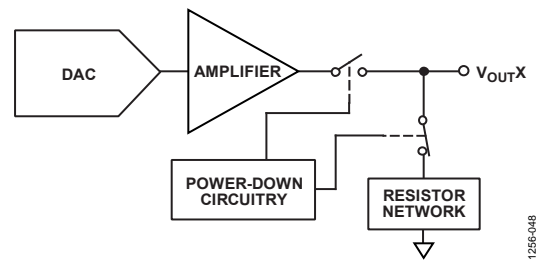 DAC
AMPLIFIER
VOUTX
POWER-DOWN
CIRCUITRY
RESISTOR
NETWORK
1256-048